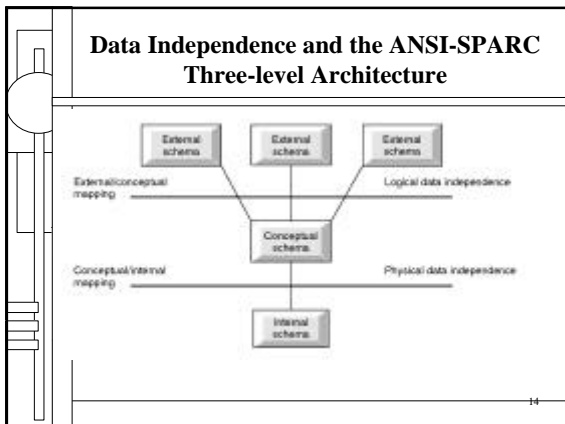 Data Independence and the ANSI-SPARC
Three-level Architecture
External
schema
External
schema
External
schema
External/conceptual
mapping
Logical data independence
Conceptual
schema
Conceptual/internal
mapping
Physical data independence
Internal
schema
14